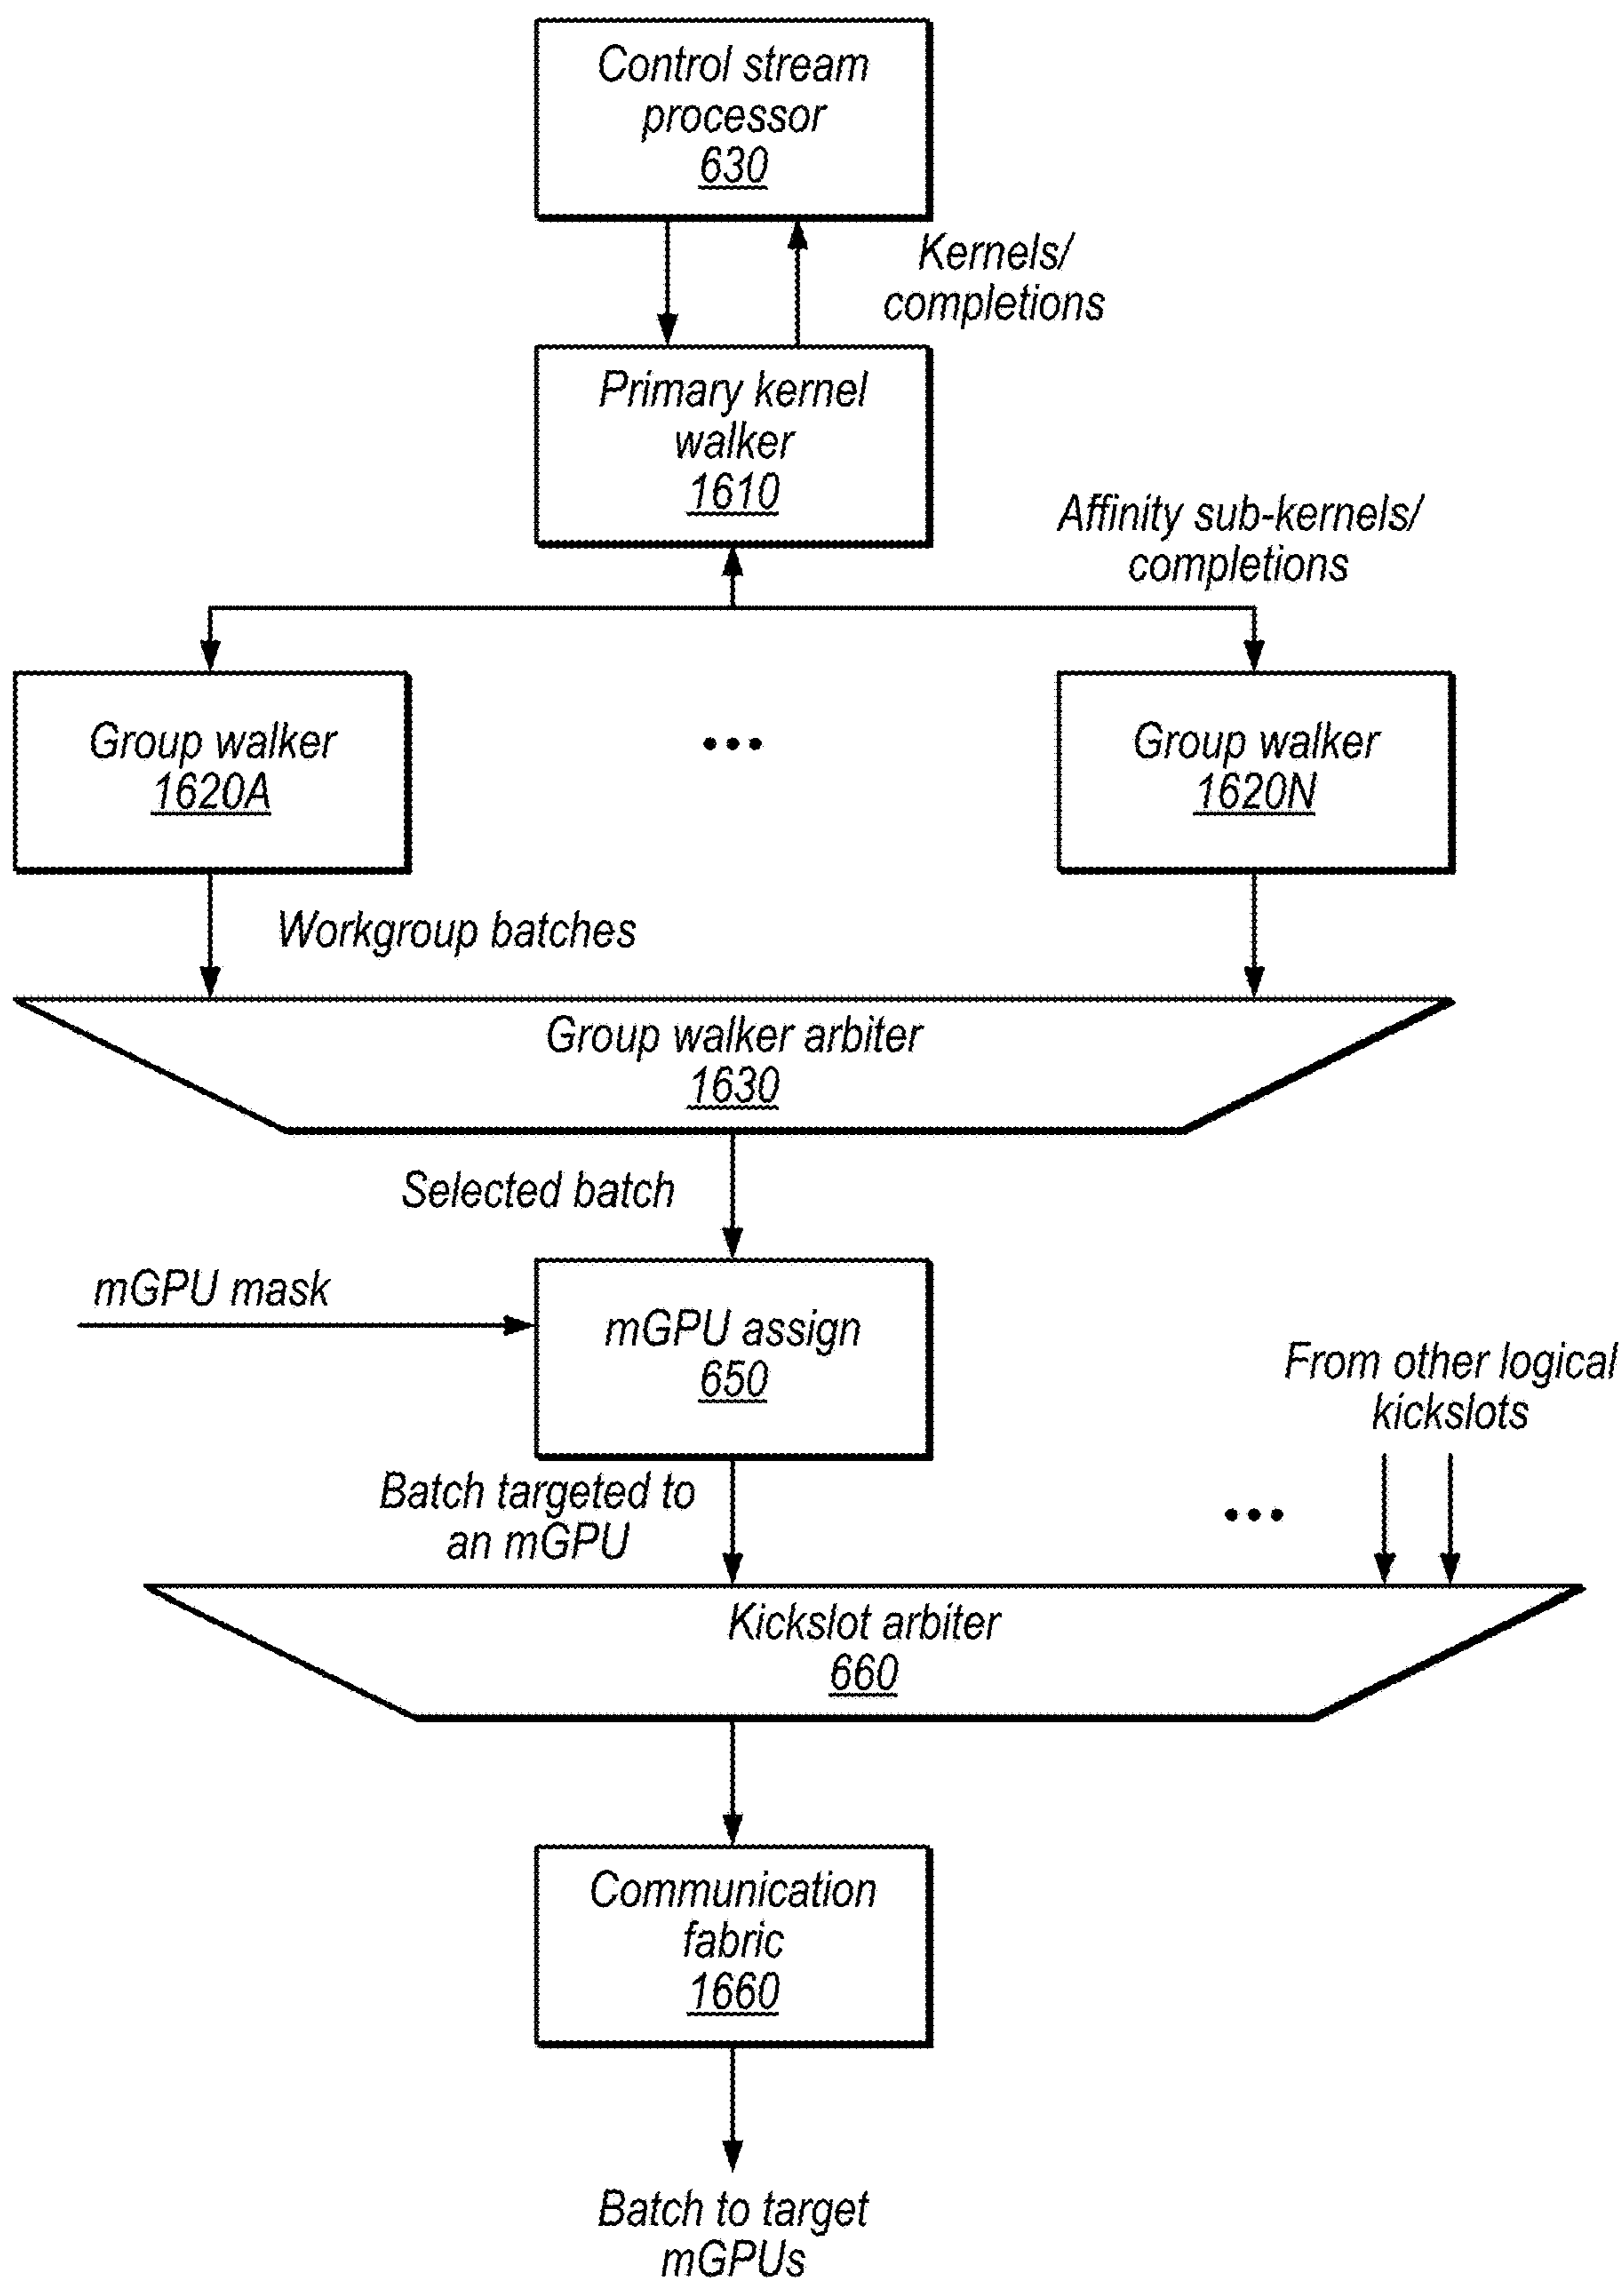 Control stream
processor
630
Kernels/
completions
Primary kernel
walker
1610
Affinity sub-kernels/
completions
Group walker
1620A
Group walker
1620N
Workgroup batches
Group walker arbiter
1630
Selected batch
mGPU mask
mGPU assign
650
From other logical
kickslots
Batch targeted to
an mGPU
Kickslot arbiter
660
Communication
fabric
1660
Batch to target
mGPUs